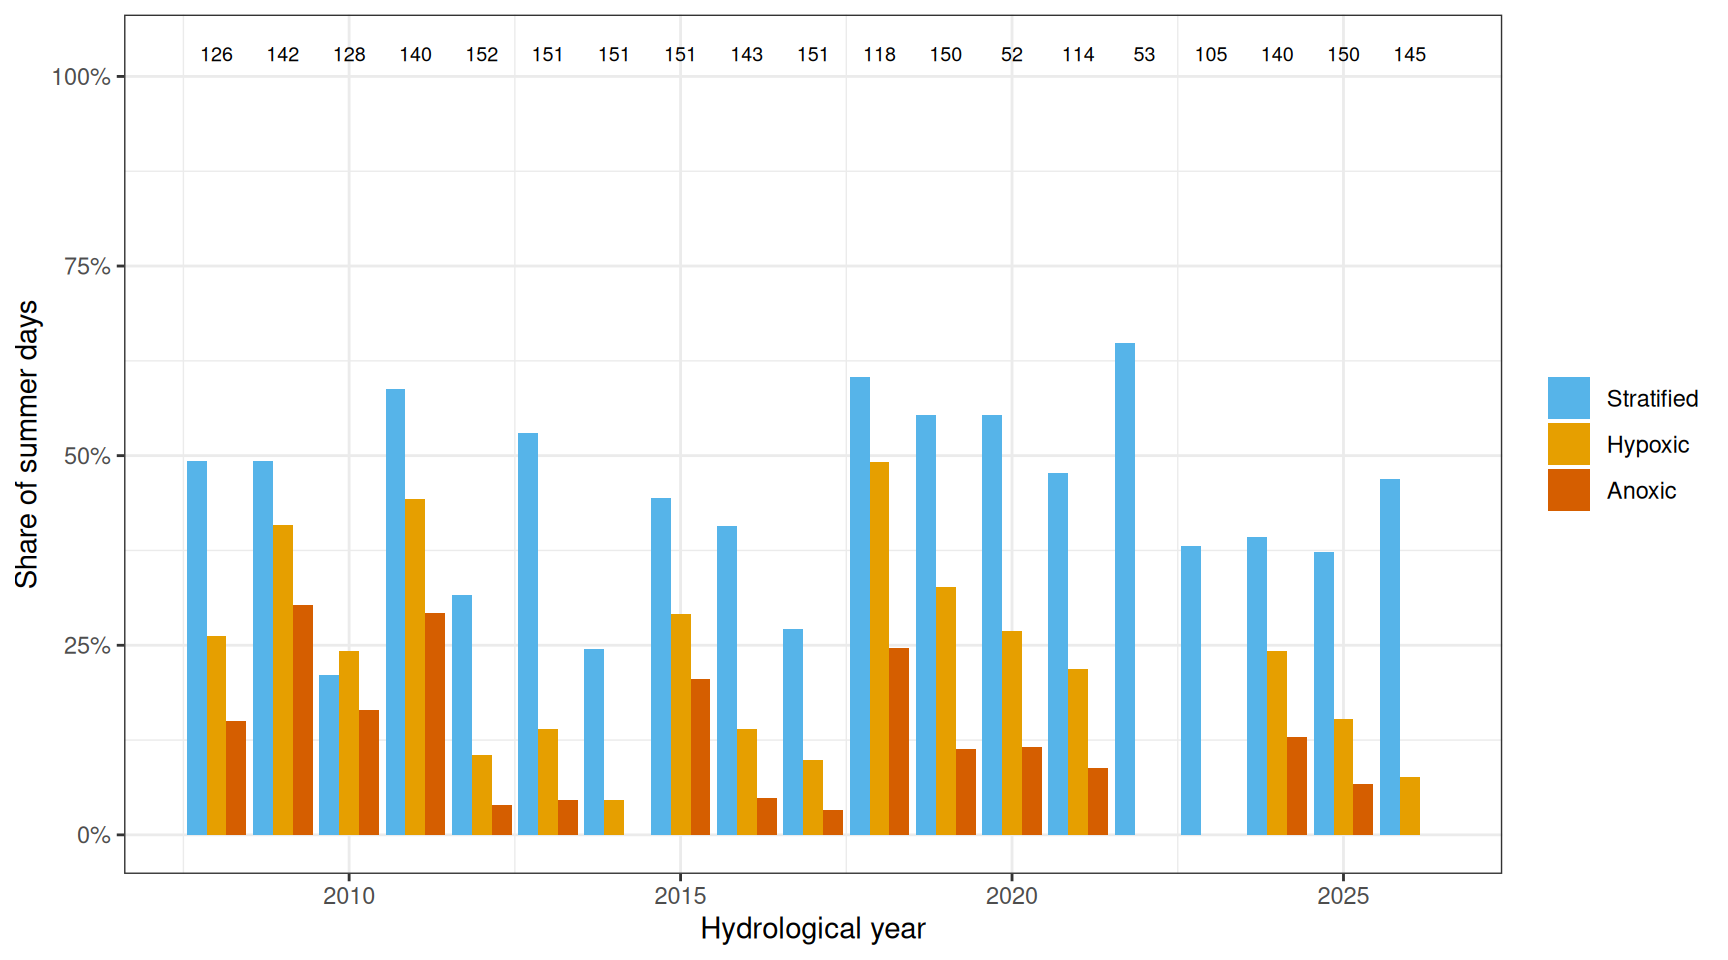 126 142 128 140 152 151 151 151 143 151 118 150 52 114 53 105 140 150 145
100%
75%
50%
25%
0%
Share of summer days
2010 2015 2020 2025
Hydrological year
Stratified
Hypoxic
Anoxic